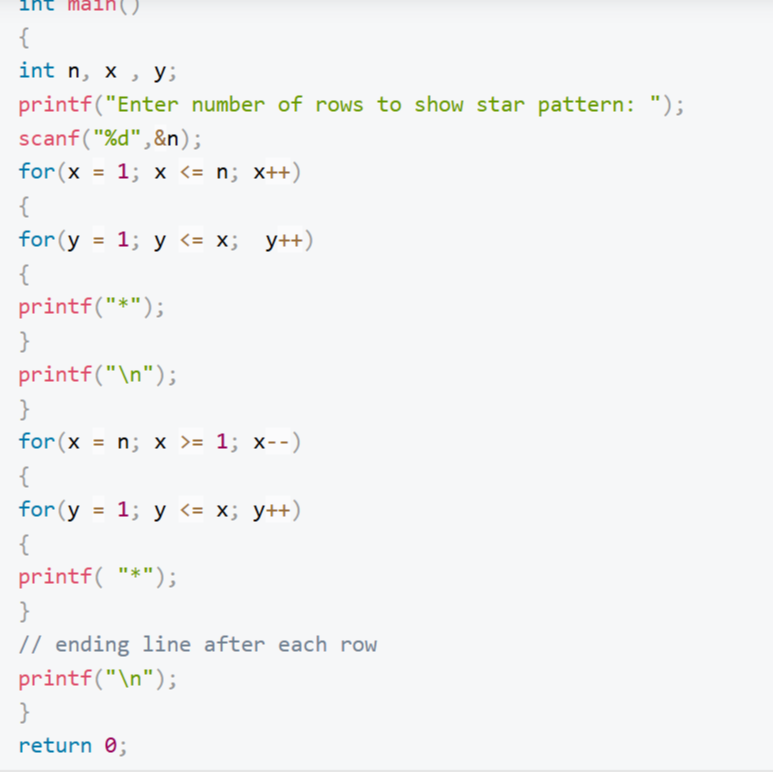 int main()
{
int n, x , y;
printf("Enter number of rows to show star pattern: ");
scanf("%d",&n);
for(x = 1; x <= n; x++)
{
for(y = 1; y <= x;  y++)
{
printf("*");
}
printf("\n");
}
for(x = n; x >= 1; x--)
{
for(y = 1; y <= x; y++)
{
printf( "*");
}
// ending line after each row
printf("\n");
}
return 0;